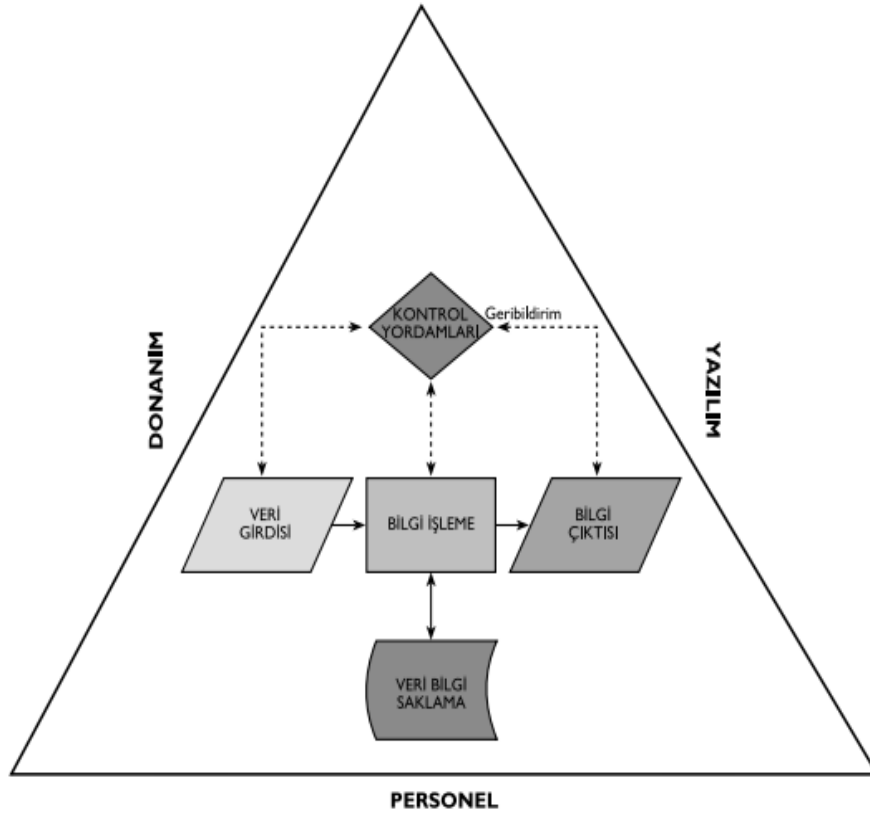 KONTROL
YORDAMLARI
Geribildirim
DONANIM
YAZILIM
VERİ
GİRDİSİ
BİLGİ İŞLEME
BİLGİ
ÇIKTISI
VERİ BİLGİ
SAKLAMA
PERSONEL